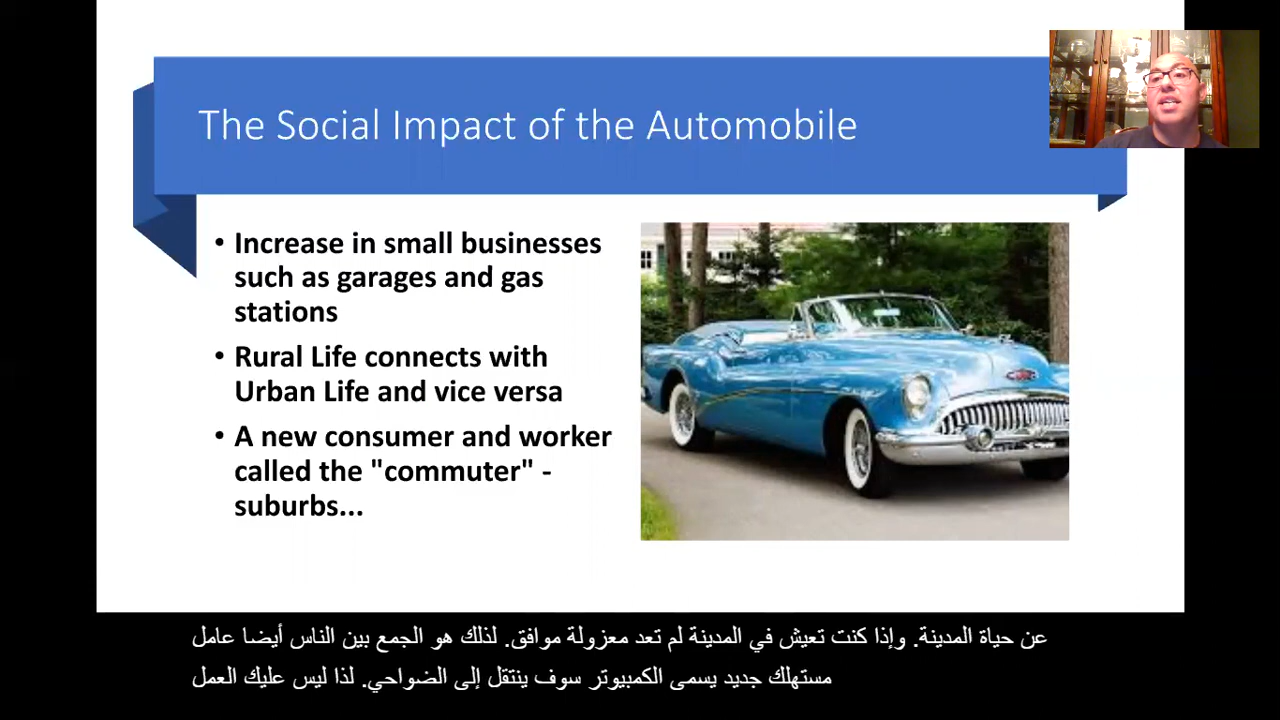 The Social Impact of the Automobile
• Increase in small businesses
such as garages and gas
stations
• Rural Life connects with
Urban Life and vice versa
• A new consumer and worker
called the "commuter" -
suburbs...
عن حياة المدينة. وإذا كنت تعيش في المدينة لم تعد معزولة موافق. لذلك هو الجمع بين الناس أيضا عامل
مستهلك جديد يسمى الكمبيوتر سوف ينتقل إلى الضواحي. لذا ليس عليك العمل